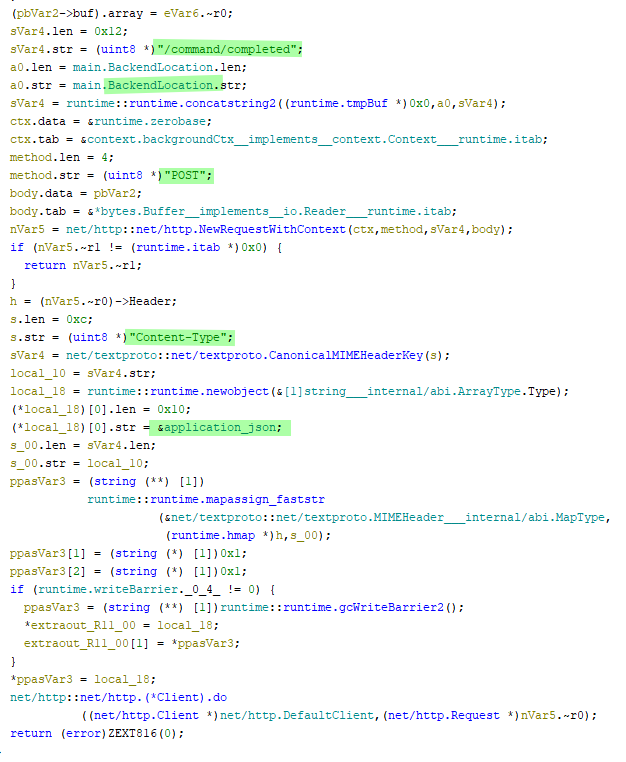 (pbVar2->buf).array = eVar6.~r0;
sVar4.len = 0x12;
sVar4.str = (uint8 *)"/command/completed";
a0.len = main.BackendLocation.len;
a0.str = main.BackendLocation.str;
sVar4 = runtime::runtime.concatstring2((runtime.tmpBuf *)0x0,a0,sVar4);
ctx.data = &runtime.zerobase;
ctx.tab = &context.backgroundCtx__implements__context.Context___runtime.itab;
method.len = 4;
method.str = (uint8 *)"POST";
body.data = pbVar2;
body.tab = &*bytes.Buffer__implements__io.Reader___runtime.itab;
nVar5 = net/http::net/http.NewRequestWithContext(ctx,method,sVar4,body);
if (nVar5.~r1 != (runtime.itab *)0x0) {
  return nVar5.~r1;
}
h = (nVar5.~r0)->Header;
s.len = 0xc;
s.str = (uint8 *)"Content-Type";
sVar4 = net/textproto::net/textproto.CanonicalMIMEHeaderKey(s);
local_10 = sVar4.str;
local_18 = runtime::runtime.newobject(&[1]string___internal/abi.ArrayType.Type);
(*local_18)[0].len = 0x10;
(*local_18)[0].str = &application_json;
s_00.len = sVar4.len;
s_00.str = local_10;
ppasVar3 = (string (**) [1])
           runtime::runtime.mapassign_faststr
                     (&net/textproto::net/textproto.MIMEHeader___internal/abi.MapType,
                      (runtime.hmap *)h,s_00);
ppasVar3[1] = (string (*) [1])0x1;
ppasVar3[2] = (string (*) [1])0x1;
if (runtime.writeBarrier._0_4_ != 0) {
  ppasVar3 = (string (**) [1])runtime::runtime.gcWriteBarrier2();
  *extraout_R11_00 = local_18;
  extraout_R11_00[1] = *ppasVar3;
}
*ppasVar3 = local_18;
net/http::net/http.(*Client).do
          ((net/http.Client *)net/http.DefaultClient,(net/http.Request *)nVar5.~r0);
return (error)ZEXT816(0);